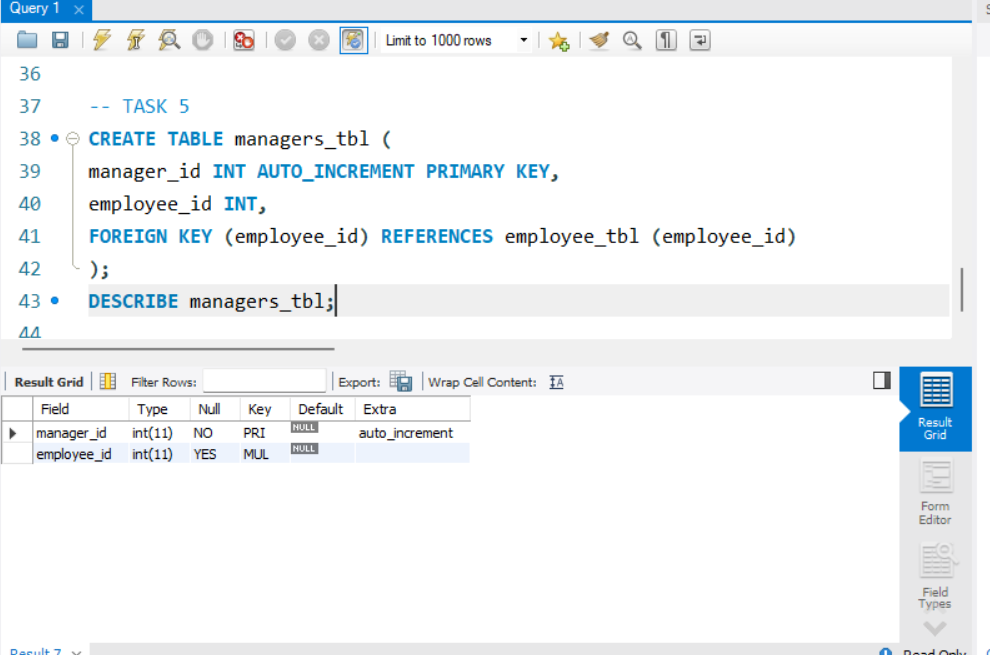 Query 1
Limit to 1000 rows
36
37 -- TASK 5
38 CREATE TABLE managers_tbl (
39 manager_id INT AUTO_INCREMENT PRIMARY KEY,
40 employee_id INT,
41 FOREIGN KEY (employee_id) REFERENCES employee_tbl (employee_id)
42 );
43 DESCRIBE managers_tbl;
44
Result Grid Filter Rows: Export: Wrap Cell Content:
Field Type Null Key Default Extra
manager_id int(11) NO PRI NULL auto_increment
employee_id int(11) YES MUL NULL
Result
Grid
Form
Editor
Field
Types
Result 7
Read Only